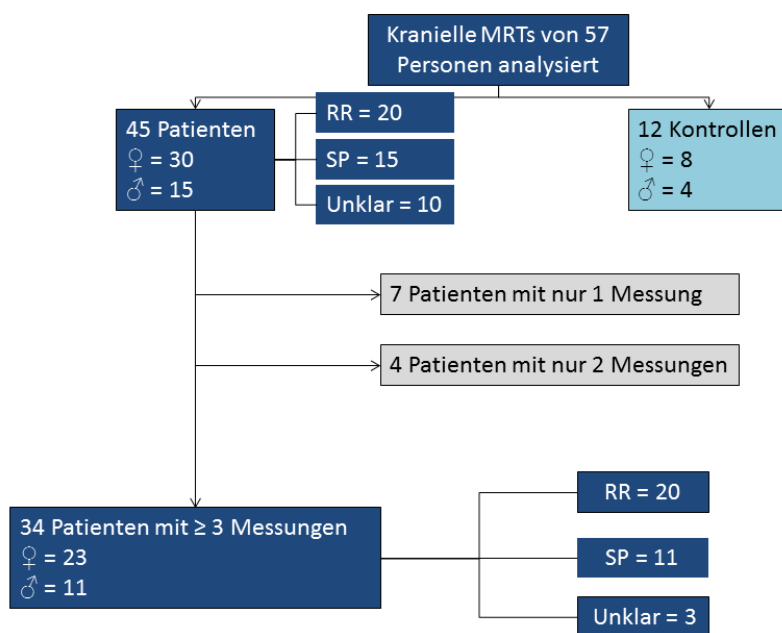 Kranielle MRTs von 57
Personen analysiert
45 Patienten
♀ = 30
♂ = 15
RR = 20
SP = 15
Unklar = 10
12 Kontrollen
♀ = 8
♂ = 4
7 Patienten mit nur 1 Messung
4 Patienten mit nur 2 Messungen
34 Patienten mit ≥ 3 Messungen
♀ = 23
♂ = 11
RR = 20
SP = 11
Unklar = 3